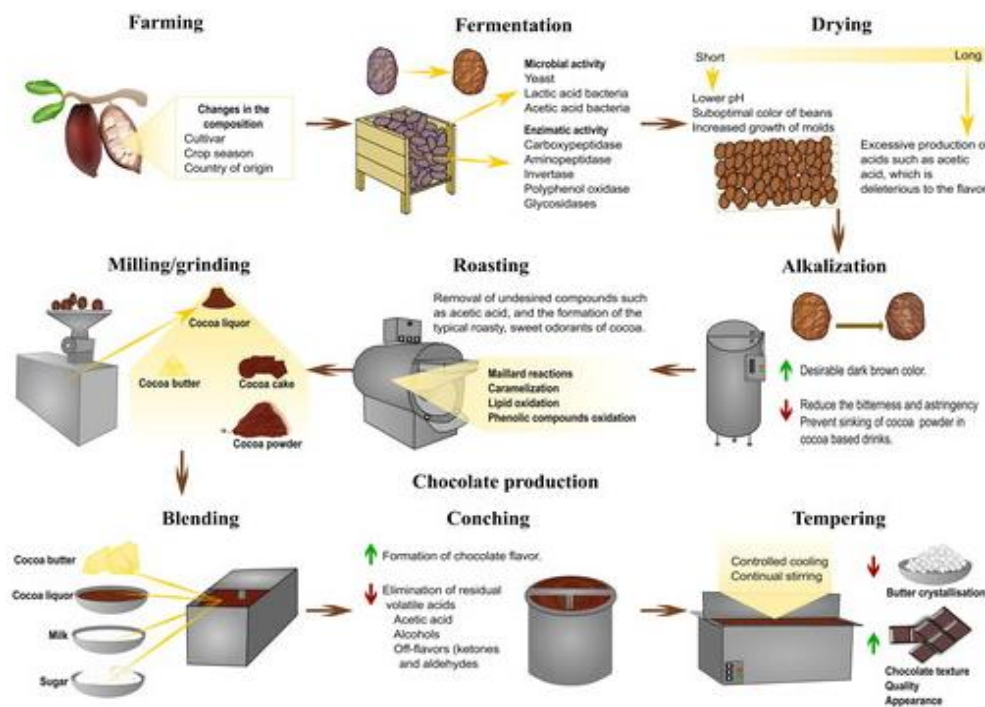 Farming
Changes in the
composition
Cultivar
Crop season
Country of origin
Fermentation
Microbial activity
Yeast
Lactic acid bacteria
Acetic acid bacteria
Enzimatic activity
Carboxypeptidase
Aminopeptidase
Invertase
Polyphenol oxidase
Glycosidases
Drying
Short
Long
Lower pH
Suboptimal color of beans
Increased growth of molds
Excessive production of
acids such as acetic
acid, which is
deleterious to the flavor
Milling/grinding
Cocoa liquor
Cocoa butter
Cocoa cake
Cocoa powder
Roasting
Removal of undesired compounds such
as acetic acid, and the formation of the
typical roasty, sweet odorants of cocoa.
Maillard reactions
Caramelization
Lipid oxidation
Phenolic compounds oxidation
Alkalization
Desirable dark brown color.
Reduce the bitterness and astringency
Prevent sinking of cocoa powder in
cocoa based drinks.
Chocolate production
Blending
Cocoa butter
Cocoa liquor
Milk
Sugar
Conching
Formation of chocolate flavor.
Elimination of residual
volatile acids
Acetic acid
Alcohols
Off-flavors (ketones
and aldehydes
Tempering
Controlled cooling
Continual stirring
Butter crystallisation
Chocolate texture
Quality
Appearance